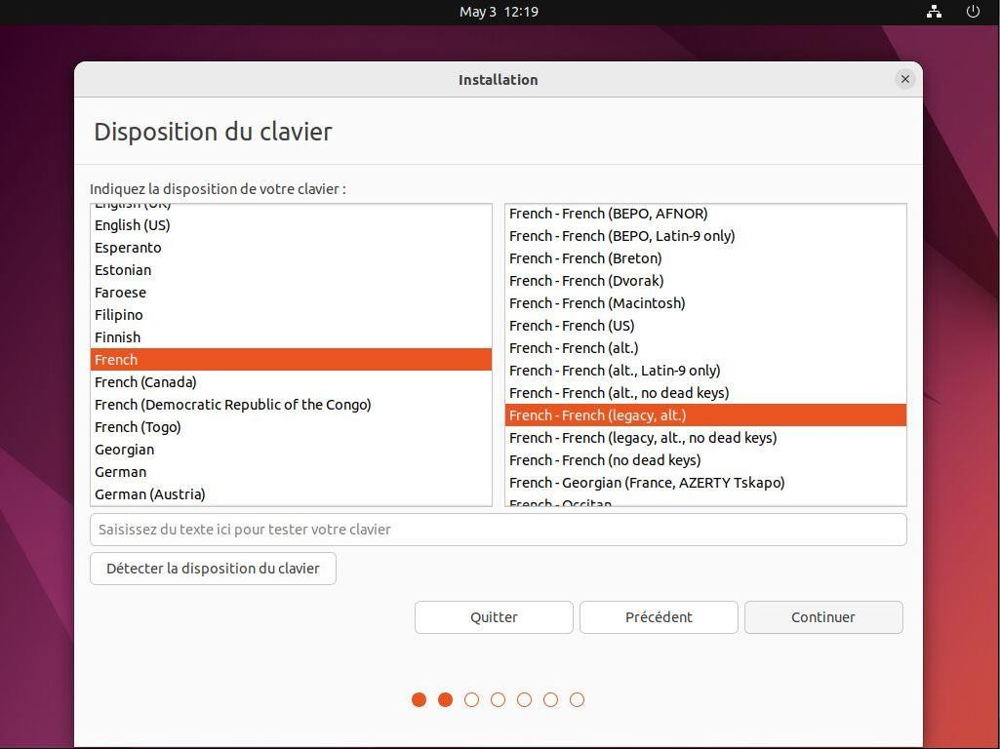 May 3 12:19
Installation
Disposition du clavier
Indiquez la disposition de votre clavier :
English (UK)
English (US)
Esperanto
Estonian
Faroese
Filipino
Finnish
French
French (Canada)
French (Democratic Republic of the Congo)
French (Togo)
Georgian
German
German (Austria)
French - French (BEPO, AFNOR)
French - French (BEPO, Latin-9 only)
French - French (Breton)
French - French (Dvorak)
French - French (Macintosh)
French - French (US)
French - French (alt.)
French - French (alt., Latin-9 only)
French - French (alt., no dead keys)
French - French (legacy, alt.)
French - French (legacy, alt., no dead keys)
French - French (no dead keys)
French - Georgian (France, AZERTY Tskapo)
French - Occitan
Saisissez du texte ici pour tester votre clavier
Détecter la disposition du clavier
Quitter
Précédent
Continuer